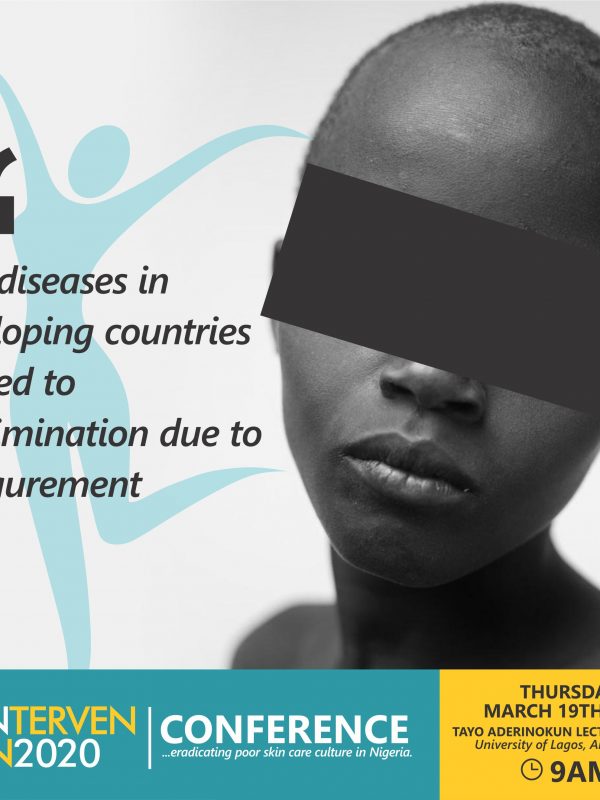 diseases in
loping countries
ed to
imination due to
gurement
NTERVEN
N2020
CONFERENCE
...eradicating poor skin care culture in Nigeria.
THURSDA
MARCH 19TH
TAYO ADERINOKUN LECT
University of Lagos, A
9AM